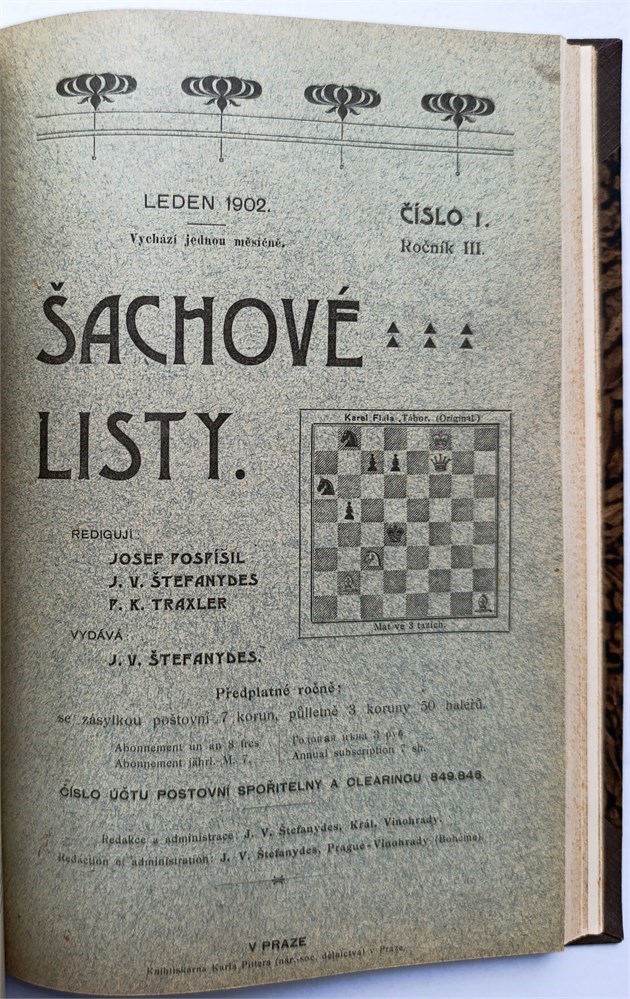 LEDEN 1902.
Vychází jednou měsíčně.
ČÍSLO I.
Ročník III.
ŠACHOVÉ
LISTY.
Karel Fiala, Tábor. (Original.)
Mat ve 3 tazích.
REDIGUJÍ:
JOSEF POSPÍŠIL
J. V. ŠTEFANYDES
P. K. TRAXLER
VYDÁVÁ:
J. V. ŠTEFANYDES.
Předplatné ročně:
se zásylkou poštovní 7 korun, půlletně 3 koruny 50 haléřů.
Abonnement un an 8 frcs
Abonnement jährl. M. 7.
3
Annual subscription 7 sh.
ČÍSLO ÚČTU POSTOVNÍ SPOŘITELNY A CLEARINGU 849.846
Redakce a administrace: J. V. Štefanydes, Král. Vinohrady.
Redaction et administration: J. V. Štefanydes, Prague-Vinohrady (Bohême).
V PRAZE
Knihtiskárna Karla Pittera (nár. soc. dělnictva) v Praze.